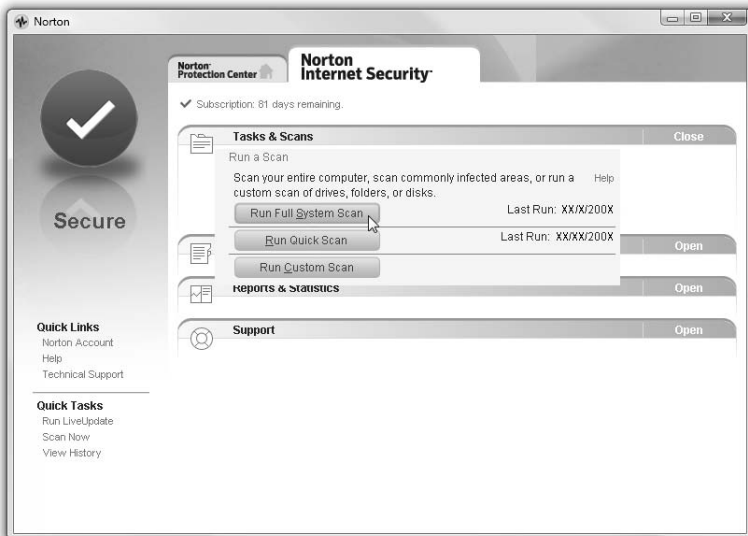 Norton
Norton
Protection Center
Norton
Internet Security
Subscription: 81 days remaining.
Tasks & Scans
Close
Run a Scan
Scan your entire computer, scan commonly infected areas, or run a
custom scan of drives, folders, or disks.
Help
Run Full System Scan
Last Run: XX/X/200X
Run Quick Scan
Last Run: XX/XX/200X
Open
Run Custom Scan
Reports & Statistics
Open
Support
Open
Secure
Quick Links
Norton Account
Help
Technical Support
Quick Tasks
Run LiveUpdate
Scan Now
View History